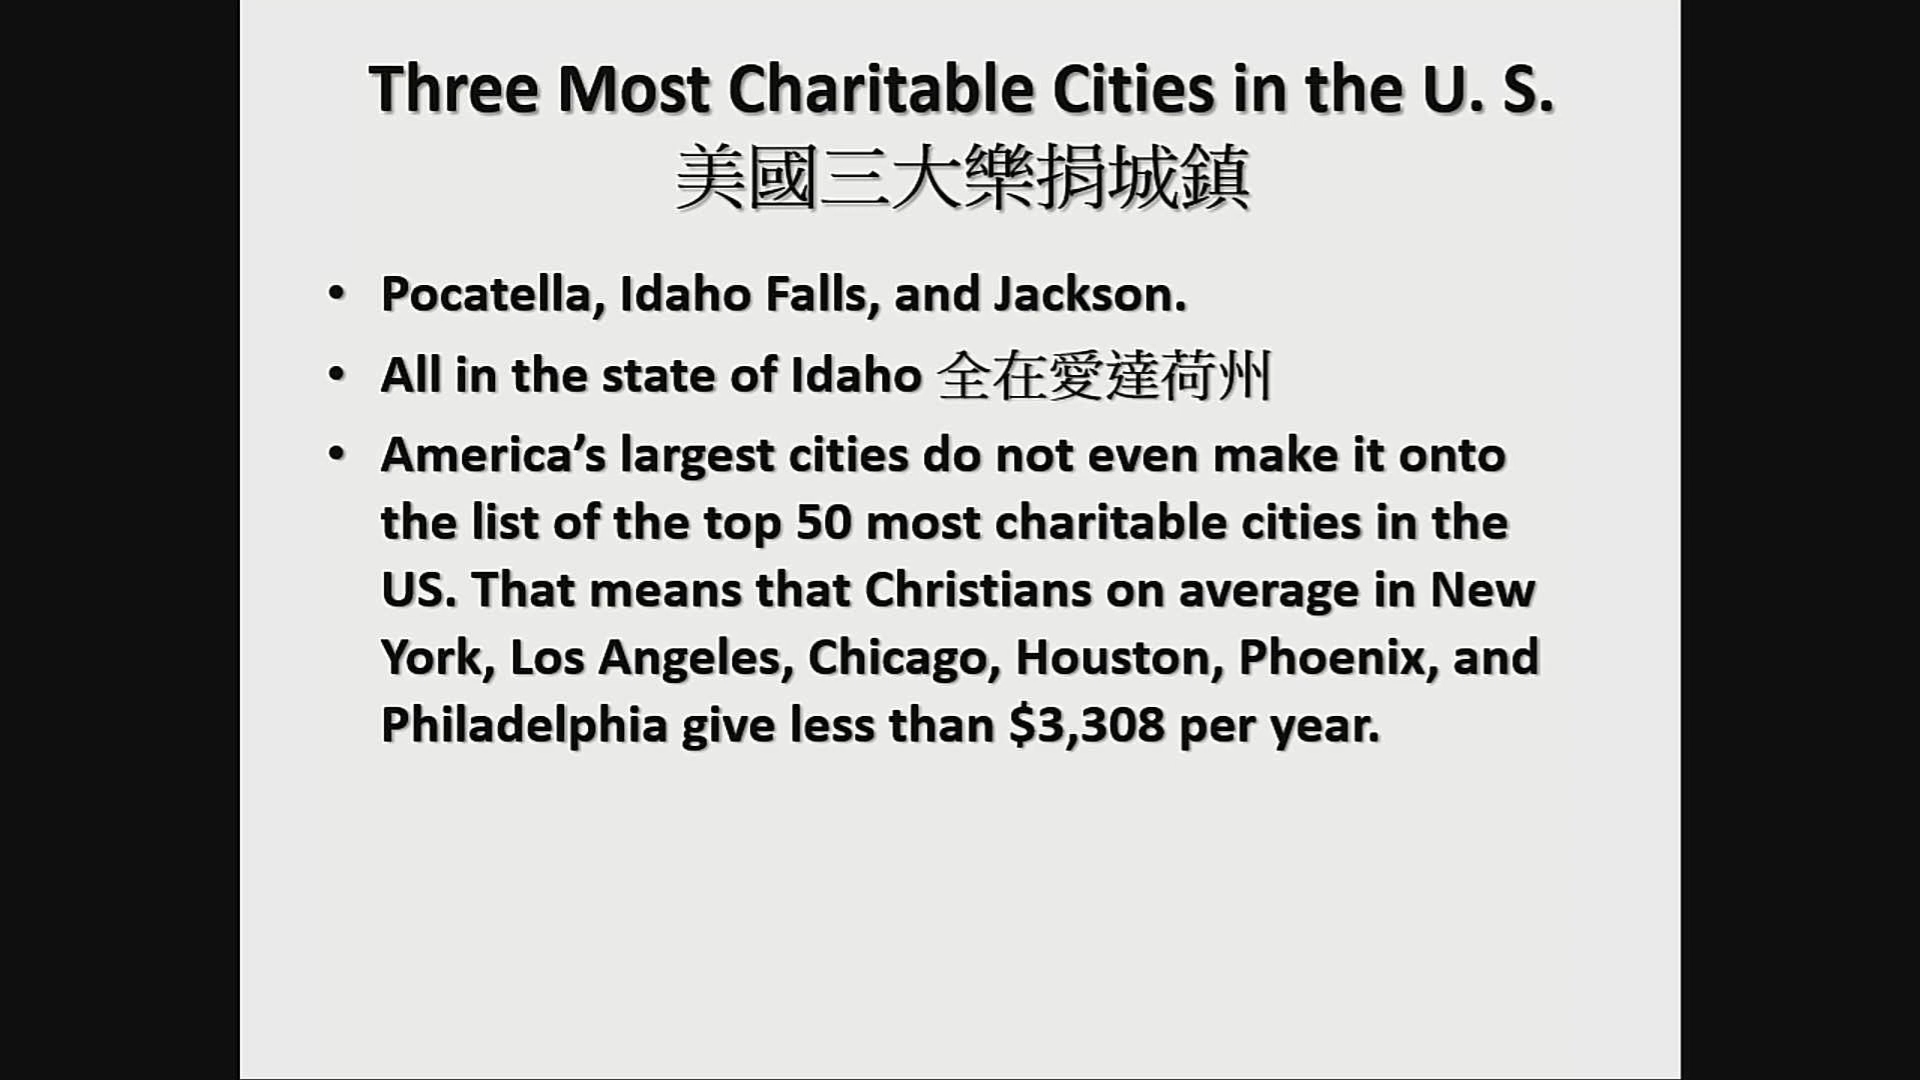 Three Most Charitable Cities in the U. S.
美國三大樂捐城鎮
• Pocatella, Idaho Falls, and Jackson.
• All in the state of Idaho 全在愛達荷州
• America’s largest cities do not even make it onto
the list of the top 50 most charitable cities in the
US. That means that Christians on average in New
York, Los Angeles, Chicago, Houston, Phoenix, and
Philadelphia give less than $3,308 per year.